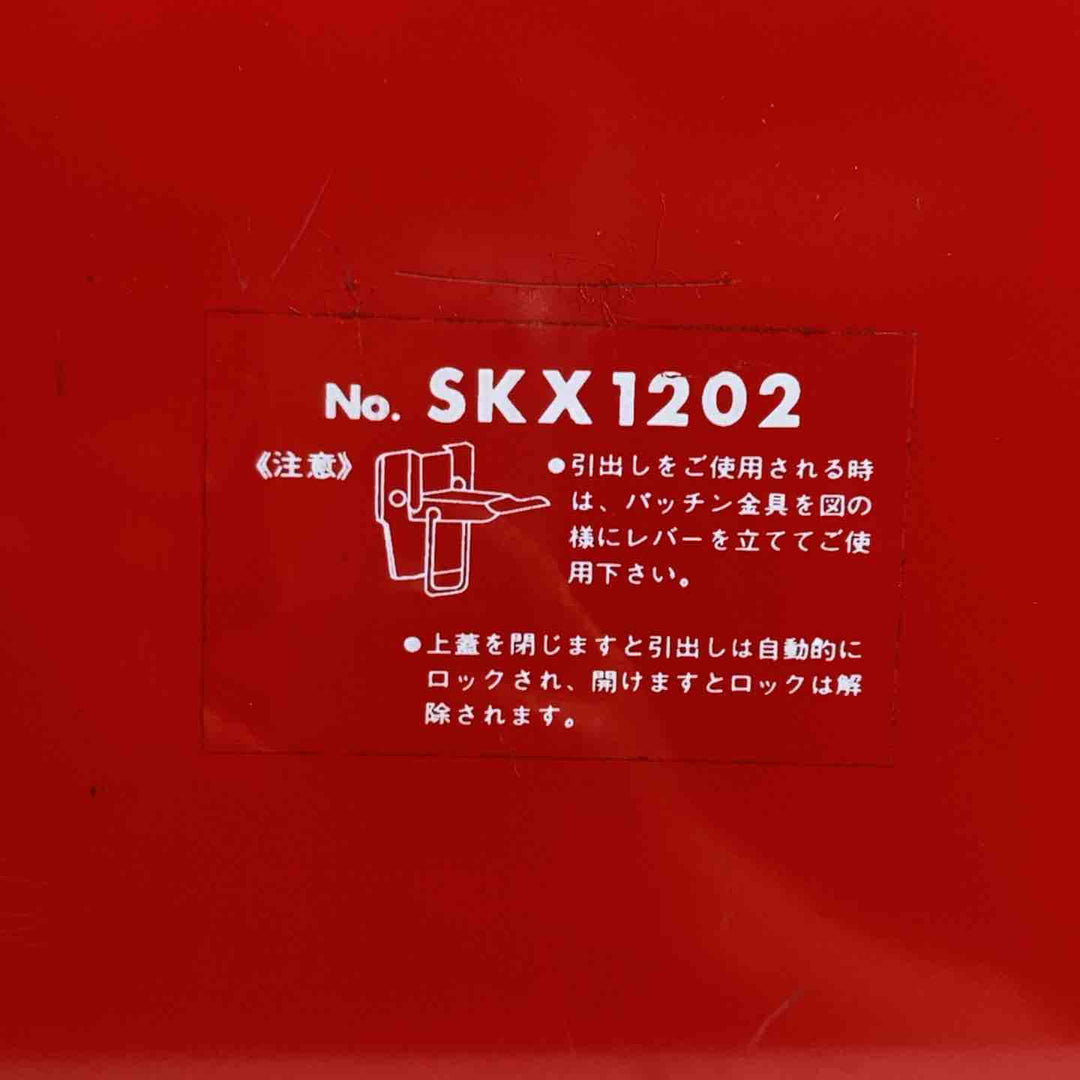 No. SKX1202
《注意》
●引出しをご使用される時
は、パッチン金具を図の
様にレバーを立ててご使
用下さい。
●上蓋を閉じますと引出しは自動的に
ロックされ、開けますとロックは解
除されます。